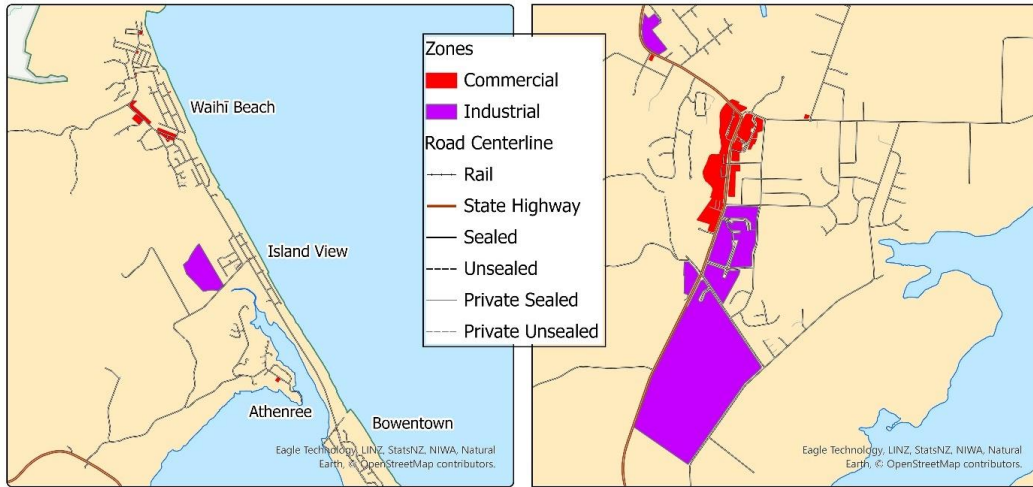 Waihī Beach
Island View
Athenree
Bowentown
Eagle Technology, LINZ, StatsNZ, NIWA, Natural
Earth, © OpenStreetMap contributors.
Zones
Commercial
Industrial
Road Centerline
Rail
State Highway
Sealed
Unsealed
Private Sealed
Private Unsealed
Eagle Technology, LINZ, StatsNZ, NIWA, Natural
Earth, © OpenStreetMap contributors.